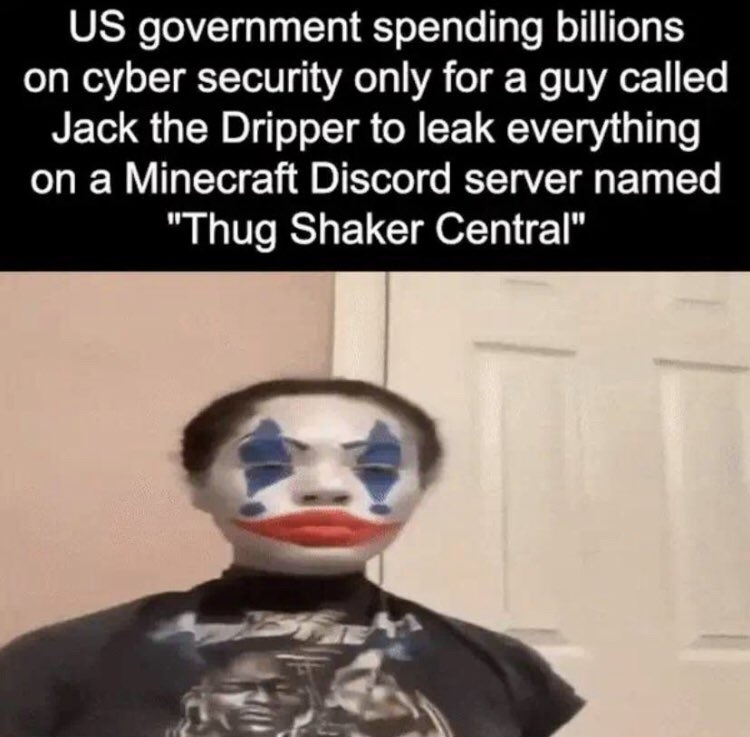 US government spending billions
on cyber security only for a guy called
Jack the Dripper to leak everything
on a Minecraft Discord server named
"Thug Shaker Central"